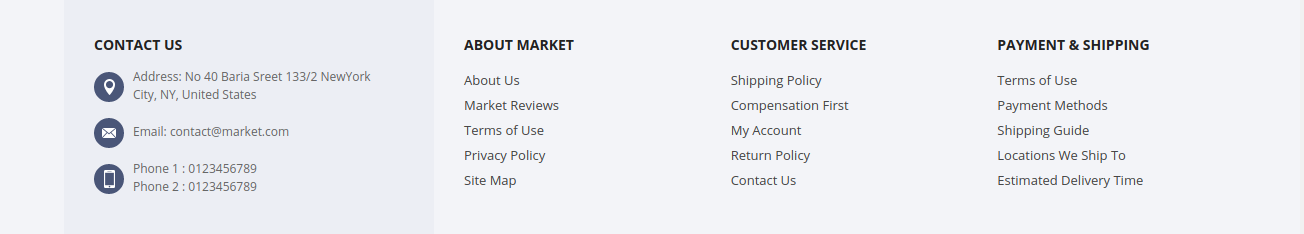 CONTACT US
Address: No 40 Baria Sreet 133/2 NewYork
City, NY, United States
Email: contact@market.com
Phone 1 : 0123456789
Phone 2 : 0123456789
ABOUT MARKET
About Us
Market Reviews
Terms of Use
Privacy Policy
Site Map
CUSTOMER SERVICE
Shipping Policy
Compensation First
My Account
Return Policy
Contact Us
PAYMENT & SHIPPING
Terms of Use
Payment Methods
Shipping Guide
Locations We Ship To
Estimated Delivery Time